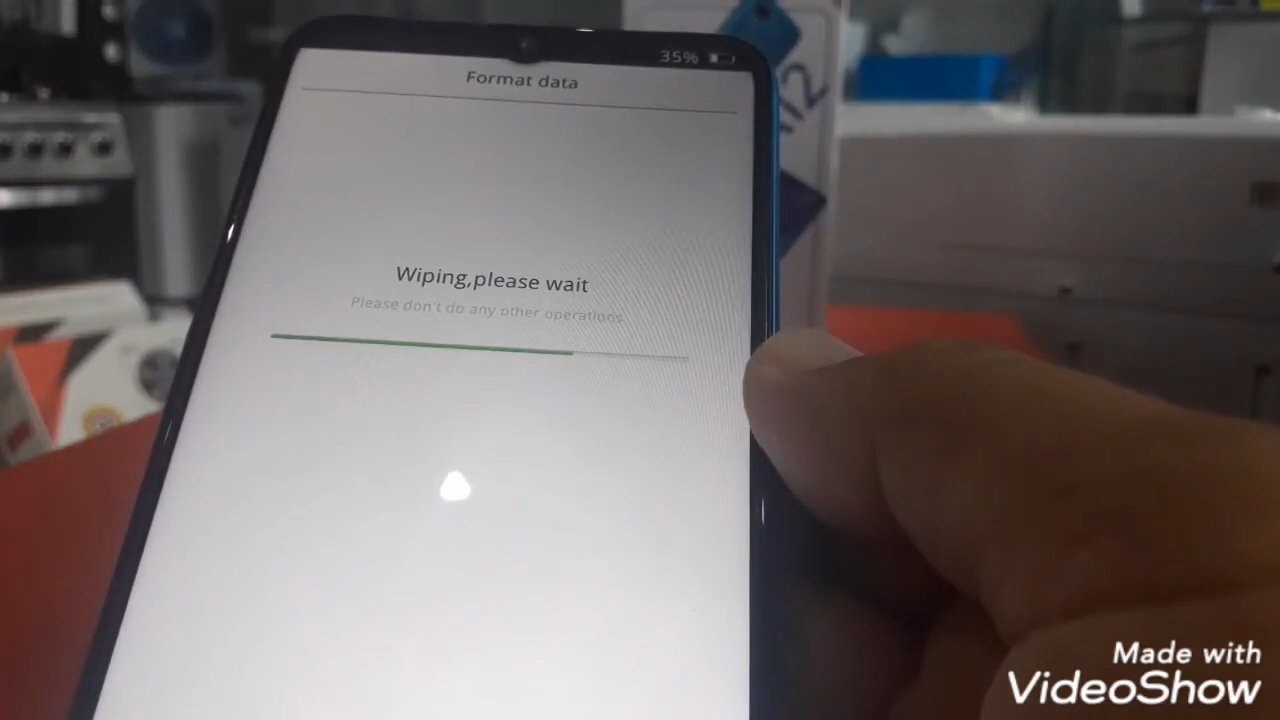 35%
Format data
Wiping,please wait
Please don't do any other operations
Made with
VideoShow